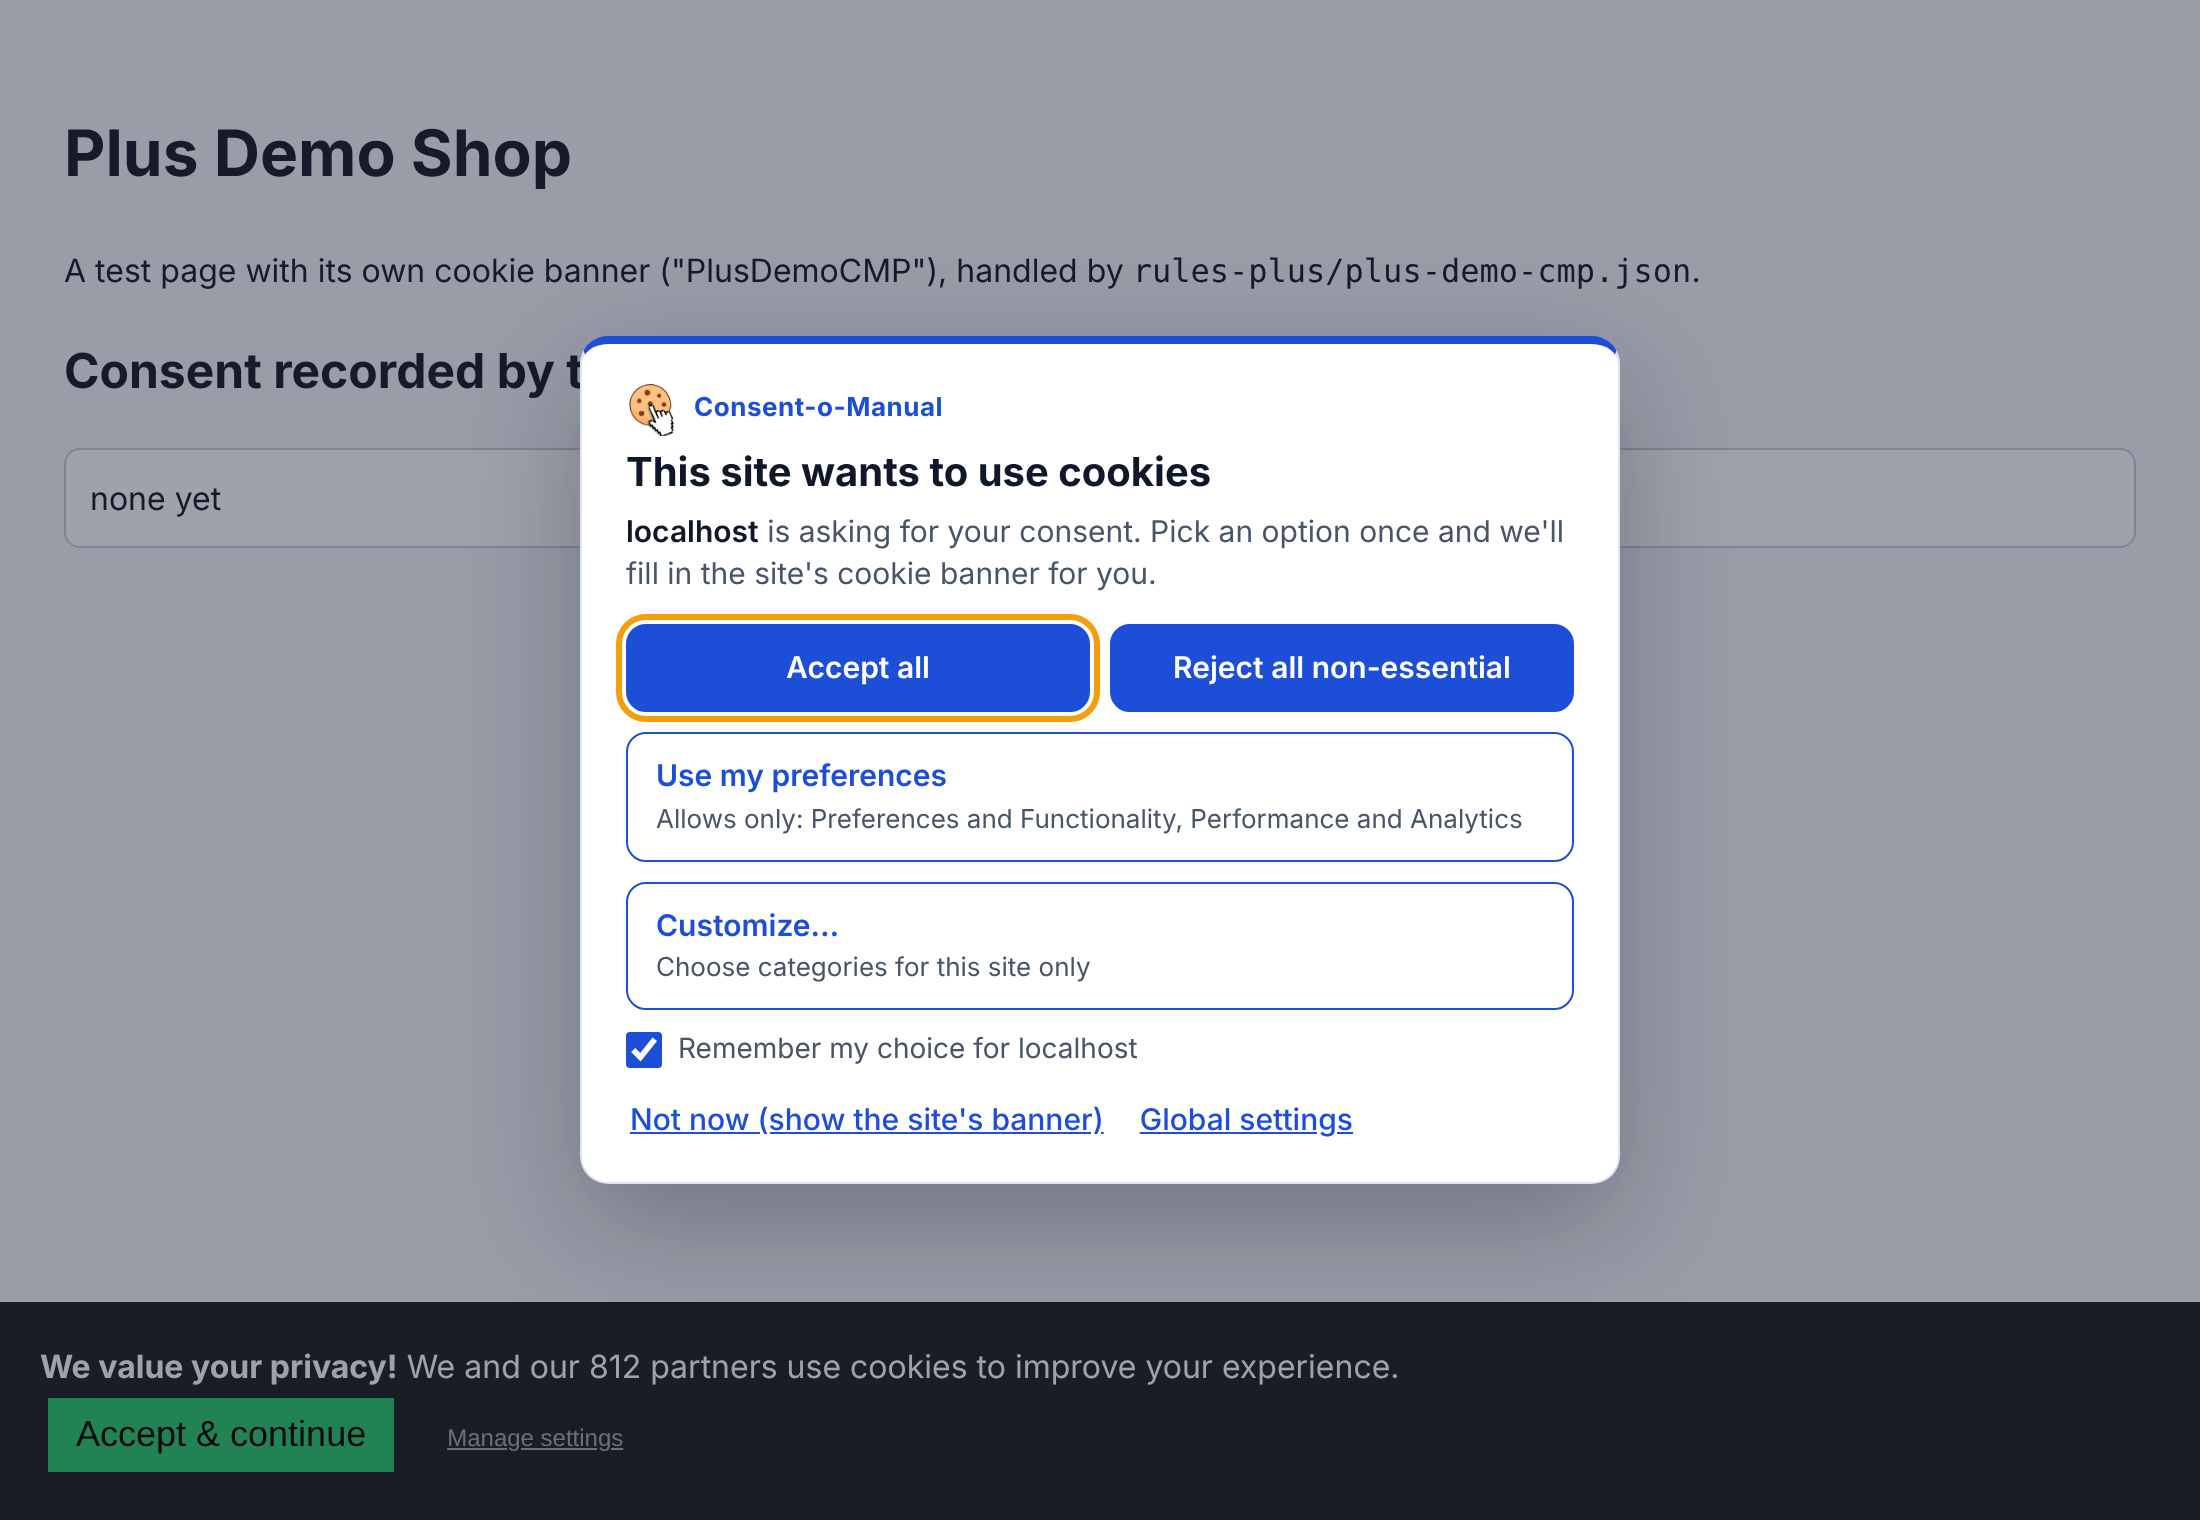 Plus Demo Shop
A test page with its own cookie banner ("PlusDemoCMP"), handled by rules-plus/plus-demo-cmp.json.
Consent recorded by t
none yet
Consent-o-Manual
This site wants to use cookies
localhost is asking for your consent. Pick an option once and we'll
fill in the site's cookie banner for you.
Accept all
Reject all non-essential
Use my preferences
Allows only: Preferences and Functionality, Performance and Analytics
Customize...
Choose categories for this site only
Remember my choice for localhost
Not now (show the site's banner)
Global settings
We value your privacy! We and our 812 partners use cookies to improve your experience.
Accept & continue
Manage settings